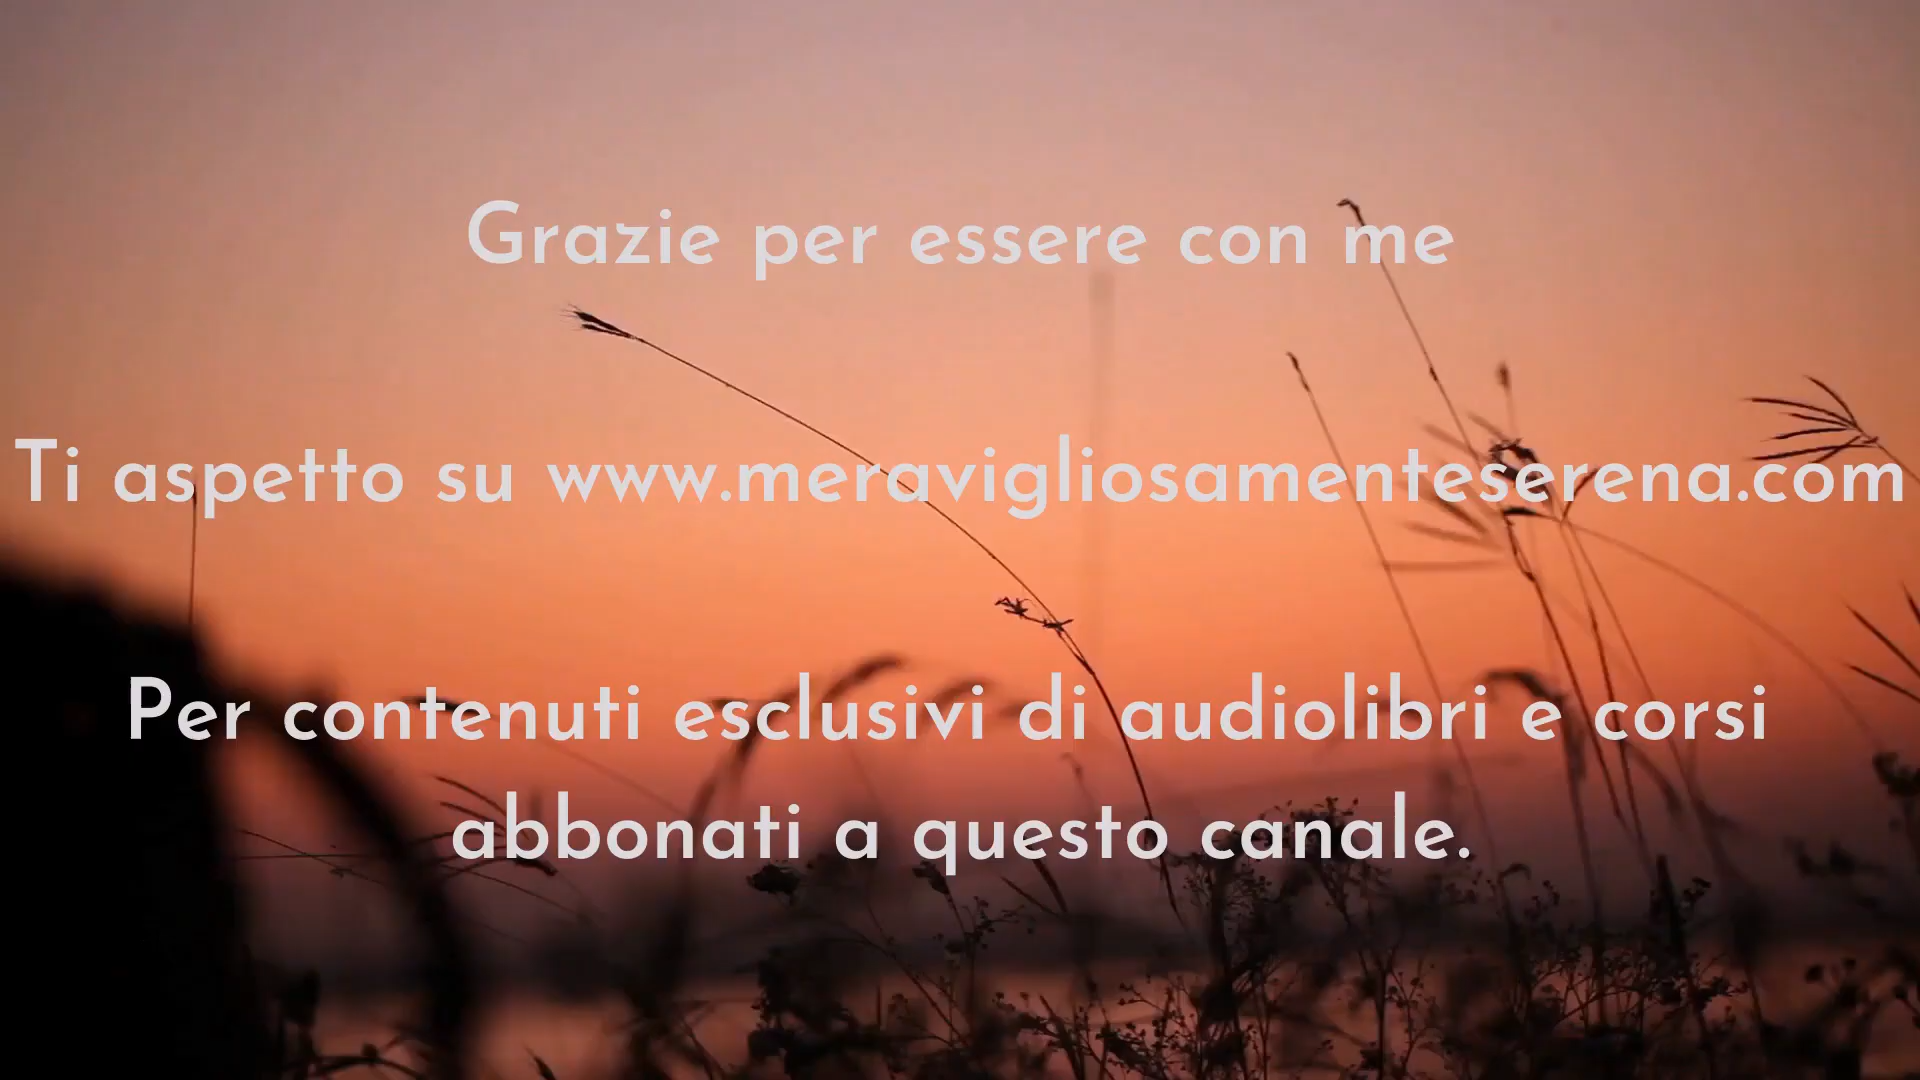 Grazie per essere con me
Ti aspetto su www.meravigliosamenteserena.com
Per contenuti esclusivi di audiolibri e corsi
abbonati a questo canale.